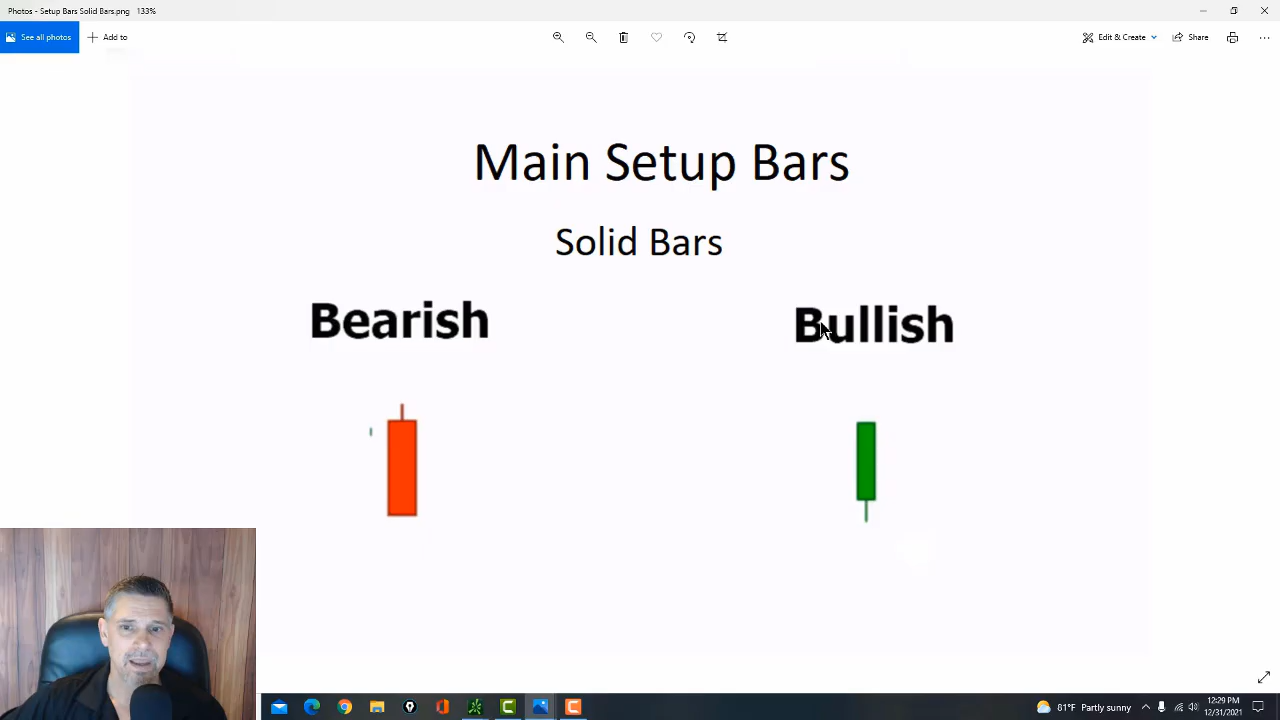 Photos - Setup Bars Solid Bars.png 133%
See all photos
Add to
Edit & Create
Share
Main Setup Bars
Solid Bars
Bearish
Bullish
81°F Partly sunny
12:29 PM
12/31/2021